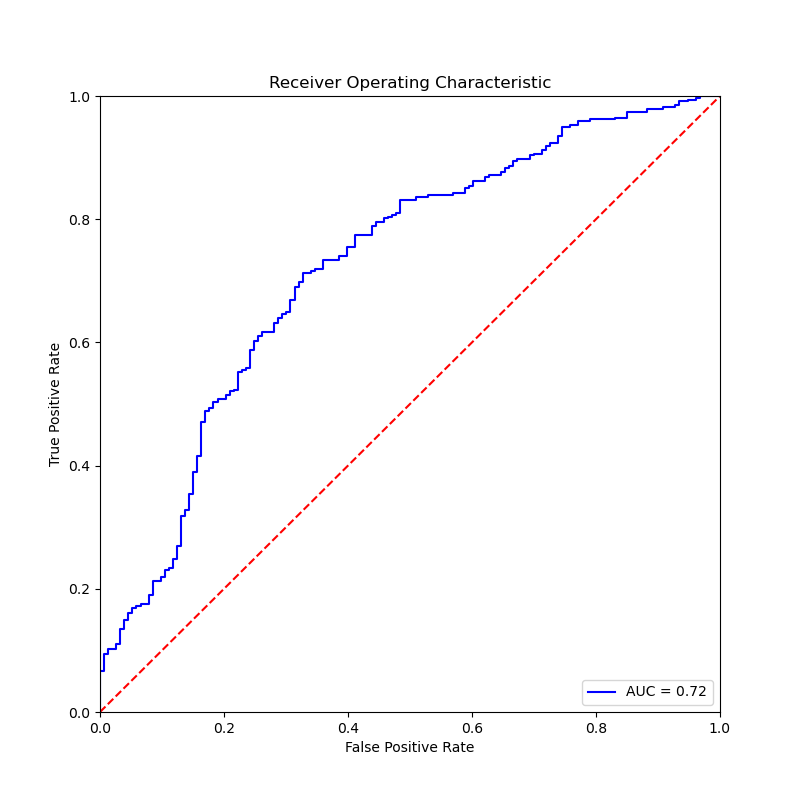 Receiver Operating Characteristic
1.0
0.8
0.6
0.4
0.2
0.0
True Positive Rate
AUC = 0.72
0.0 0.2 0.4 0.6 0.8 1.0
False Positive Rate